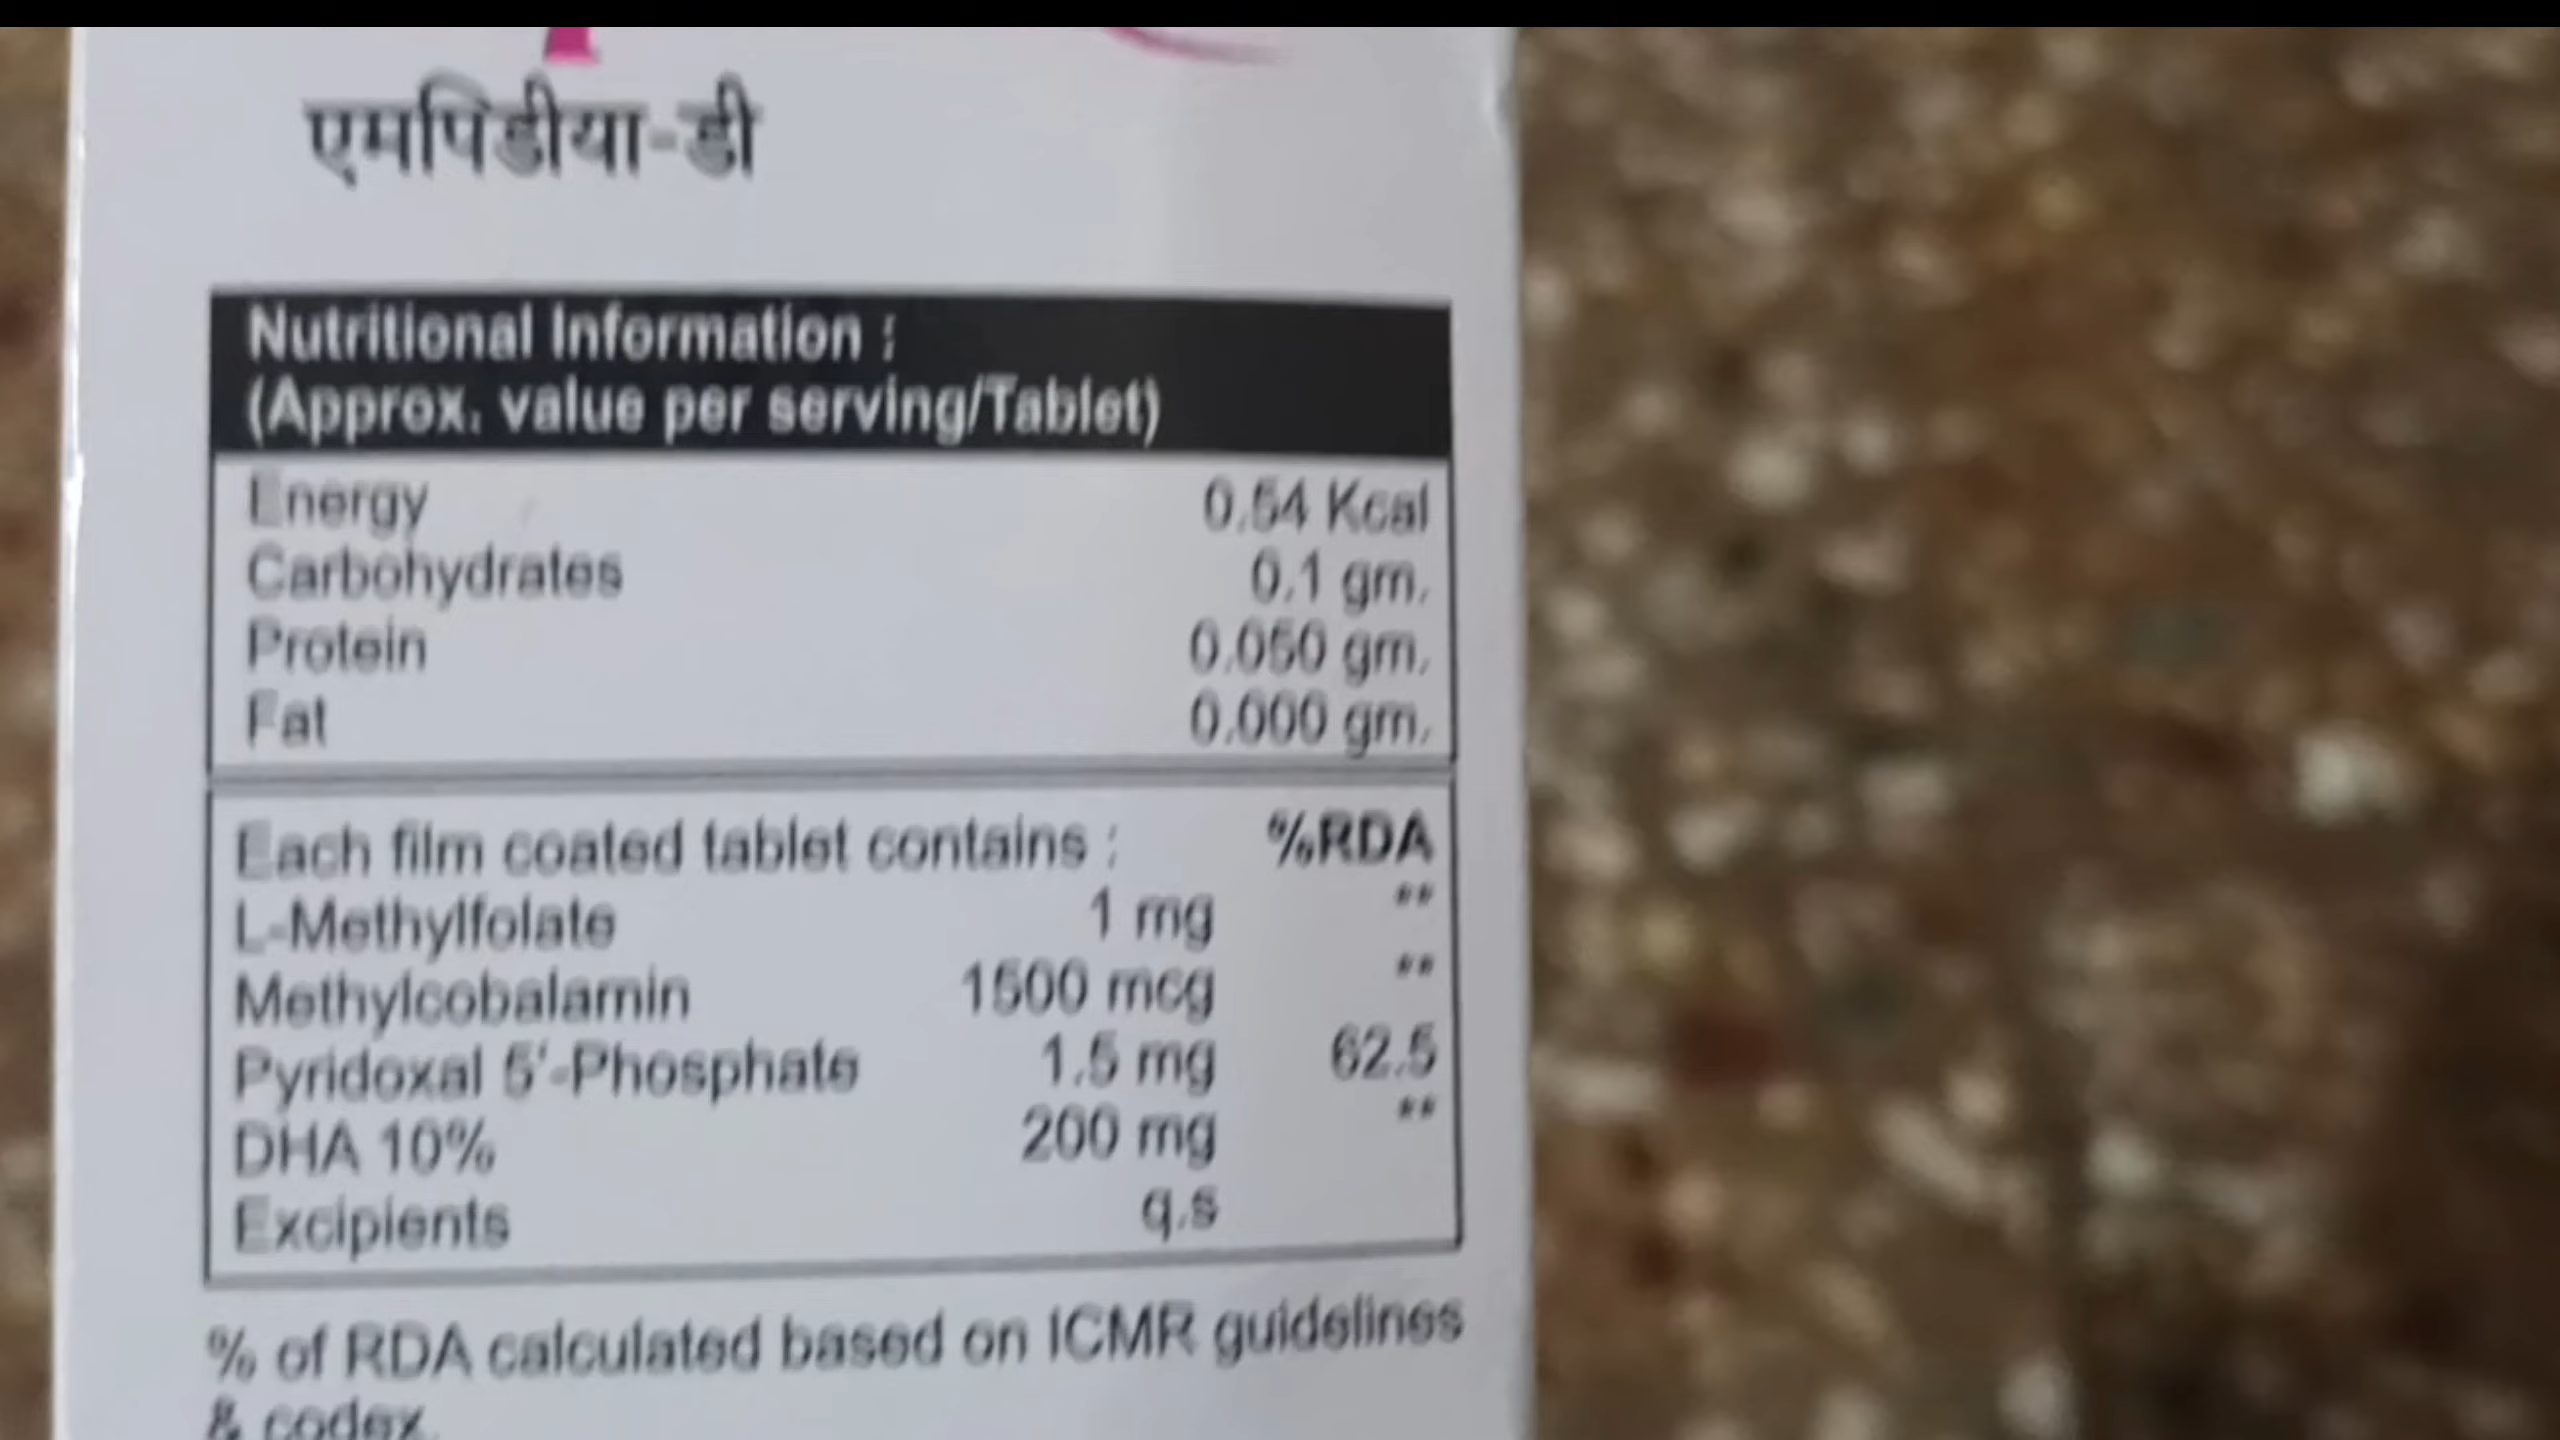 एमपिडीया-डी
Nutritional Information :
(Approx. value per serving/Tablet)
Energy 0.54 Kcal
Carbohydrates 0.1 gm.
Protein 0.050 gm.
Fat 0.000 gm.
Each film coated tablet contains : %RDA
L-Methylfolate 1 mg **
Methylcobalamin 1500 mcg **
Pyridoxal 5'-Phosphate 1.5 mg 62.5
DHA 10% 200 mg **
Excipients q.s
% of RDA calculated based on ICMR guidelines
& codex.